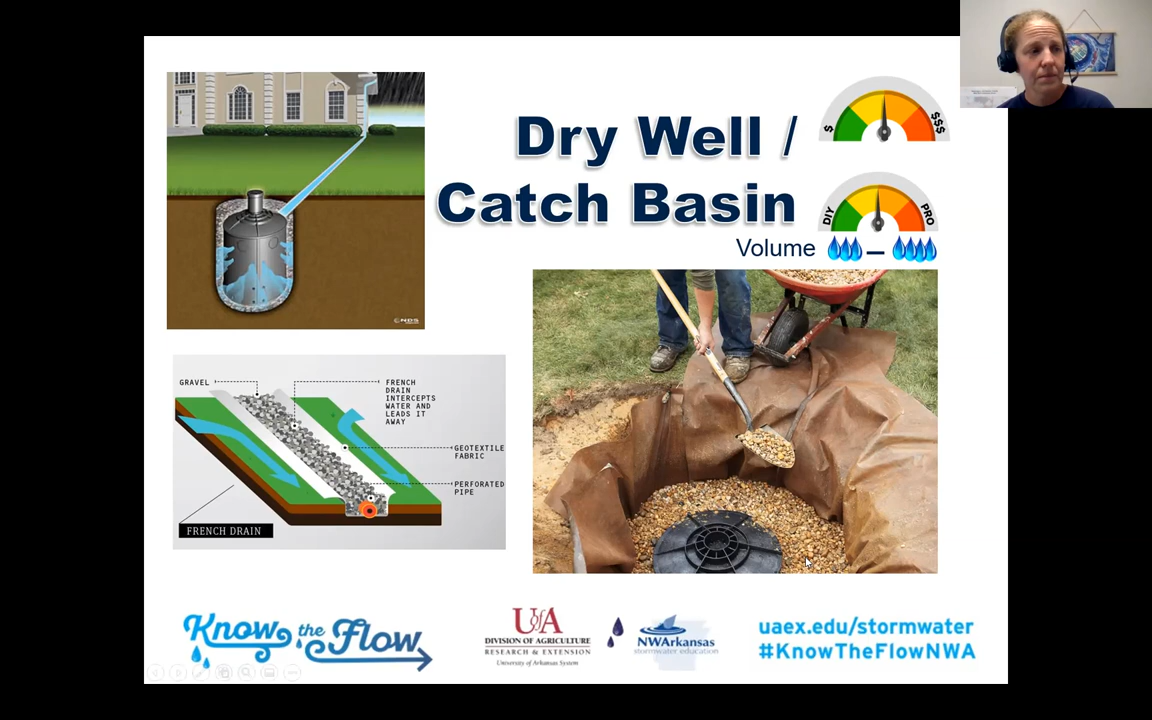 Dry Well /
Catch Basin
$ $$$
DIY PRO
Volume
NDS
GRAVEL
FRENCH
DRAIN
INTERCEPTS
WATER AND
LEADS IT
AWAY
GEOTEXTILE
FABRIC
PERFORATED
PIPE
FRENCH DRAIN
Know the Flow
UofA
DIVISION OF AGRICULTURE
RESEARCH & EXTENSION
University of Arkansas System
NWArkansas
stormwater education
uaex.edu/stormwater
#KnowTheFlowNWA